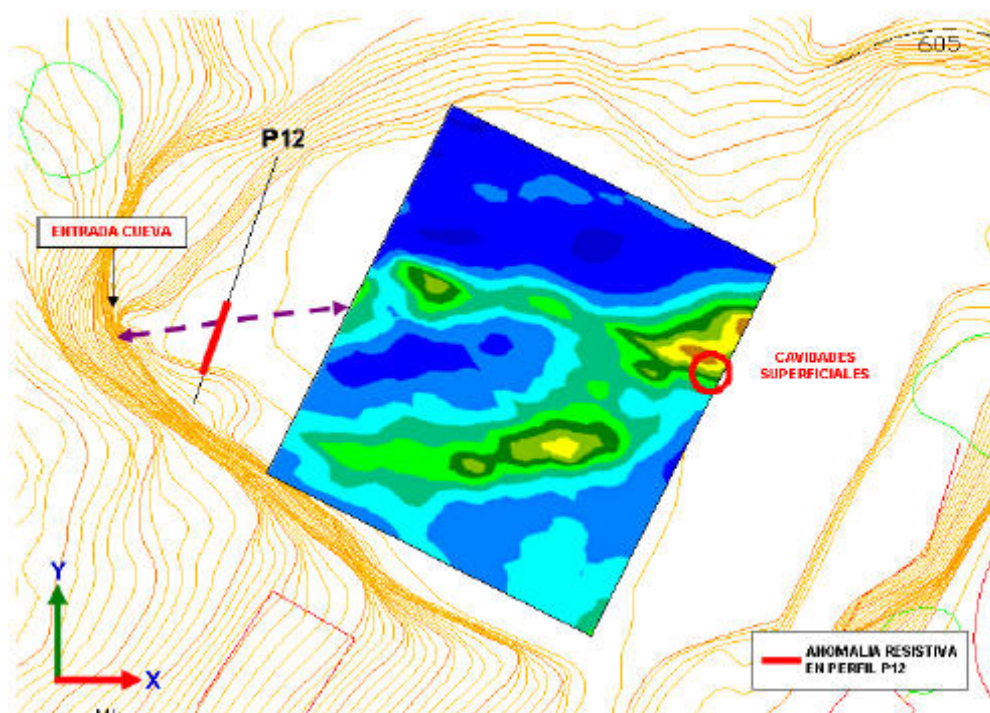 605
P12
ENTRADA CUEVA
CAVIDADES
SUPERFICIALES
Y
X
ANOMALIA RESISTIVA
EN PERFIL P12